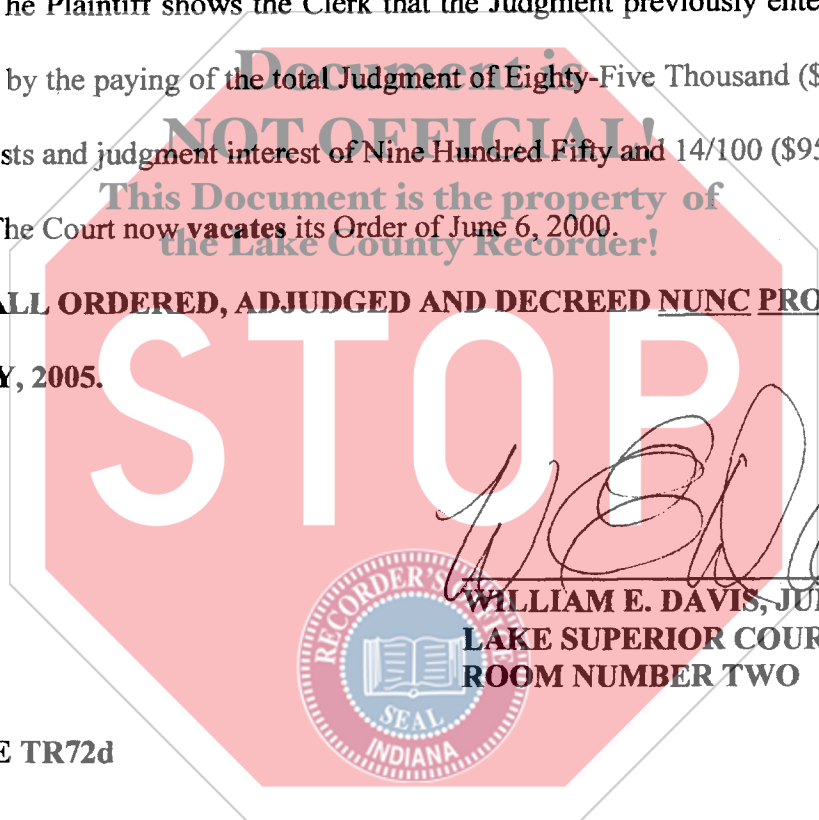 he Plaintiff shows the Clerk that the Judgment previously ente
Document is
by the paying of the total Judgment of Eighty-Five Thousand ($
NOT OFFICIAL!
sts and judgment interest of Nine Hundred Fifty and 14/100 ($95
This Document is the property of
The Court now vacates its Order of June 6, 2000.
the Lake County Recorder!
ALL ORDERED, ADJUDGED AND DECREED NUNC PRO
Y, 2005.
STOP
RECORDER'S OFFICE
WILLIAM E. DAVIS, JU
LAKE SUPERIOR COUR
ROOM NUMBER TWO
SEAL
INDIANA
E TR72d